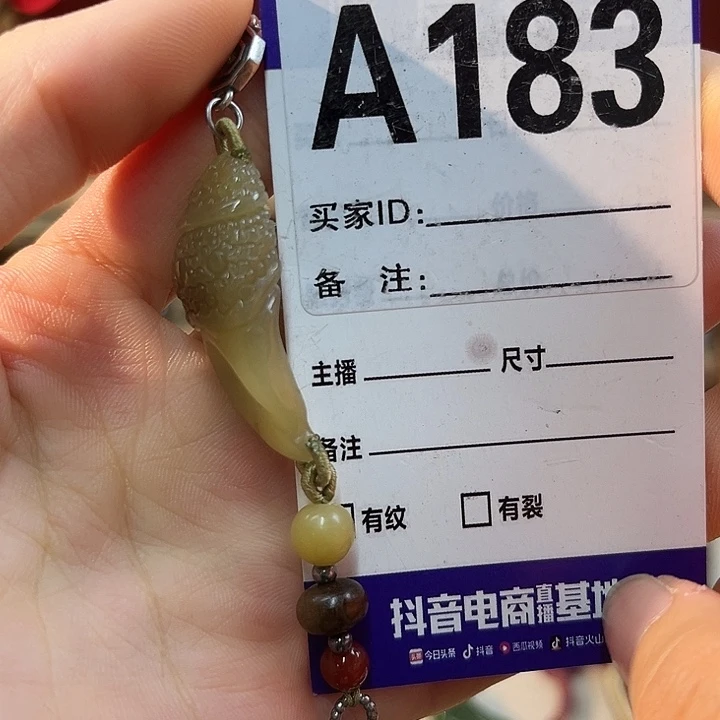 A183
买家ID:
备 注:
主播 尺寸
备注
有纹 有裂
抖音电商直播基地
今日头条 抖音 西瓜视频 抖音火山